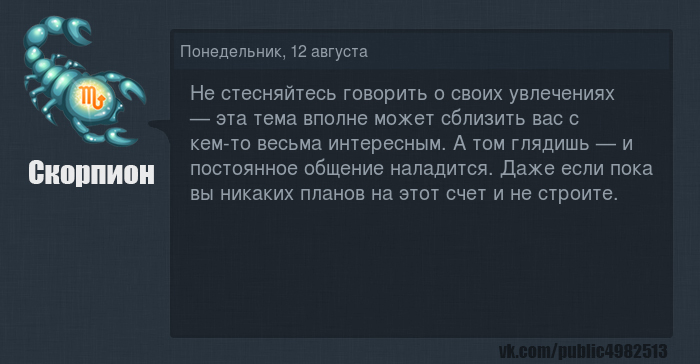 Понедельник, 12 августа
Не стесняйтесь говорить о своих увлечениях
— эта тема вполне может сблизить вас с
кем-то весьма интересным. А том глядишь — и
постоянное общение наладится. Даже если пока
вы никаких планов на этот счет и не строите.
Скорпион
vk.com/public4982513